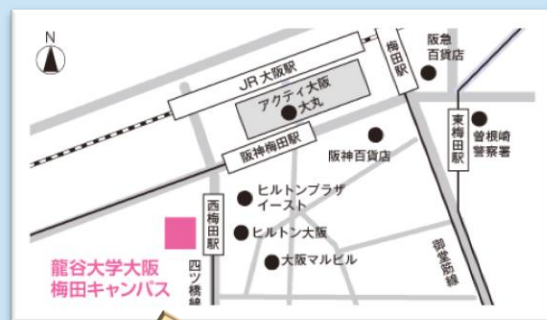 N
JR大阪駅
アクティ大阪
大丸
梅田駅
阪急
百貨店
阪神梅田駅
阪神百貨店
東梅田駅
曽根崎
警察署
ヒルトンプラザ
イースト
西梅田駅
ヒルトン大阪
大阪マルビル
龍谷大学大阪
梅田キャンパス
四ツ橋線
御堂筋線